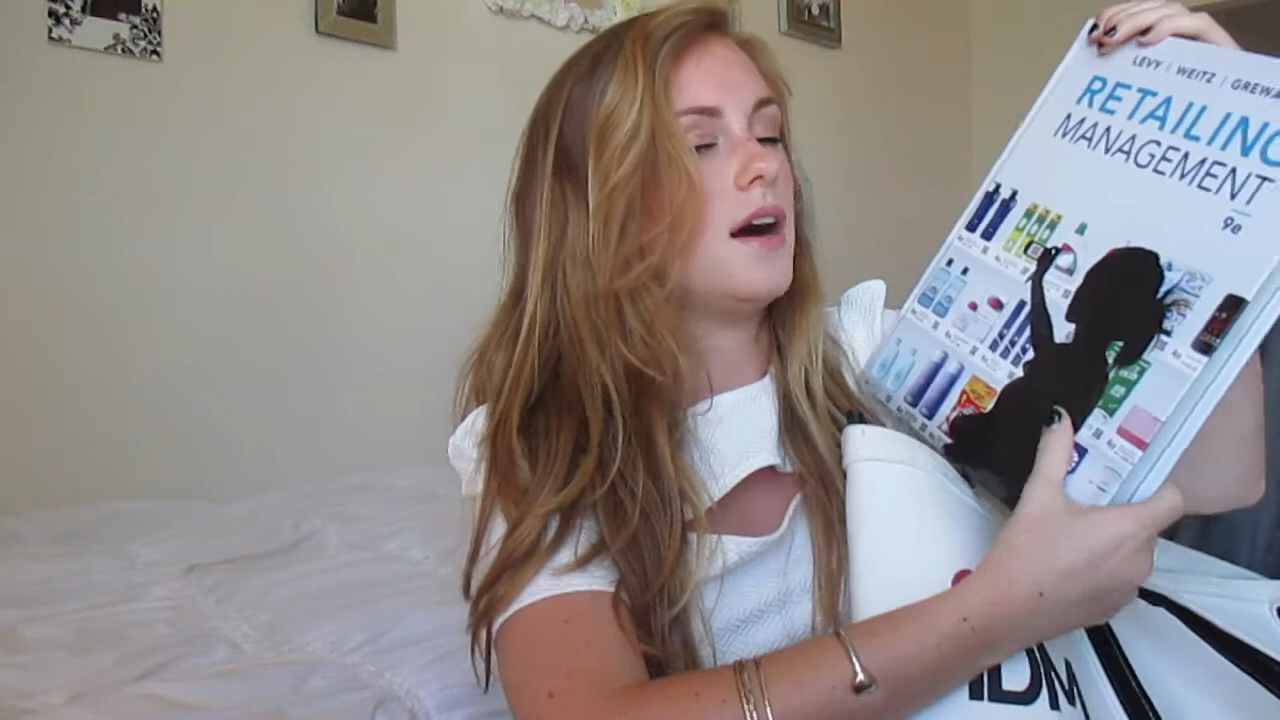 LEVY | WEITZ | GREWA
RETAILING
MANAGEMENT
9e
IDM